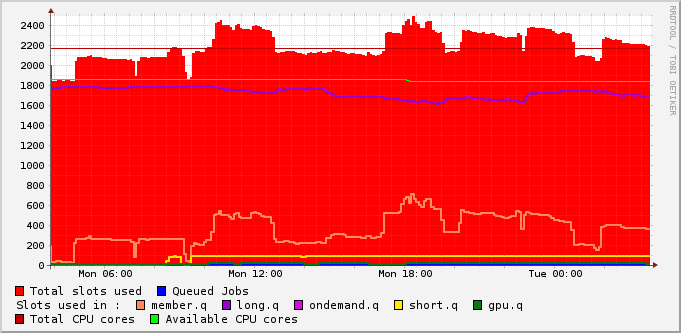 2400
2200
2000
1800
1600
1400
1200
1000
800
600
400
200
0
Mon 06:00 Mon 12:00 Mon 18:00 Tue 00:00
Total slots used Queued Jobs
Slots used in : member.q long.q ondemand.q short.q gpu.q
Total CPU cores Available CPU cores
RRDTOOL / TOBI OETIKER